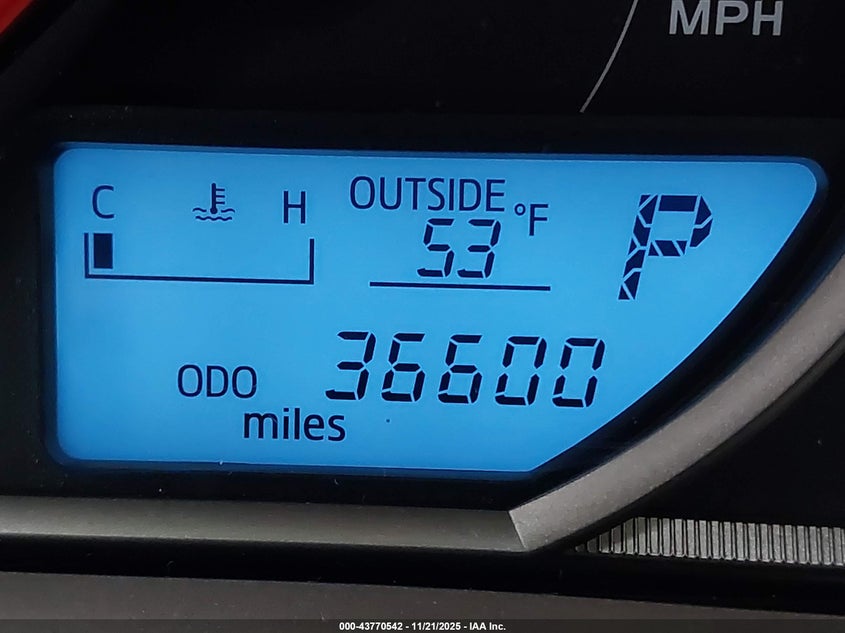 MPH
C H OUTSIDE °F
53
P
ODO 36600
miles
000-43770542 - 11/21/2025 - IAA Inc.